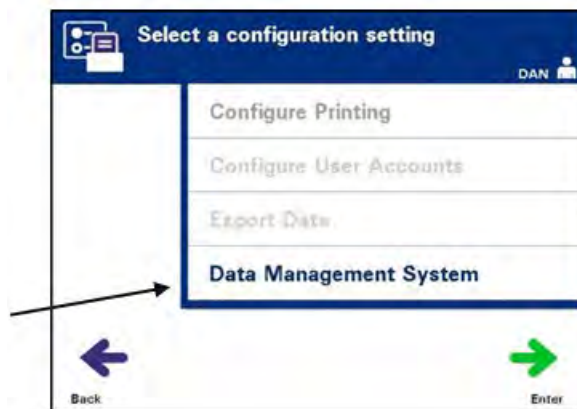 Select a configuration setting
DAN
Configure Printing
Configure User Accounts
Export Data
Data Management System
Back
Enter